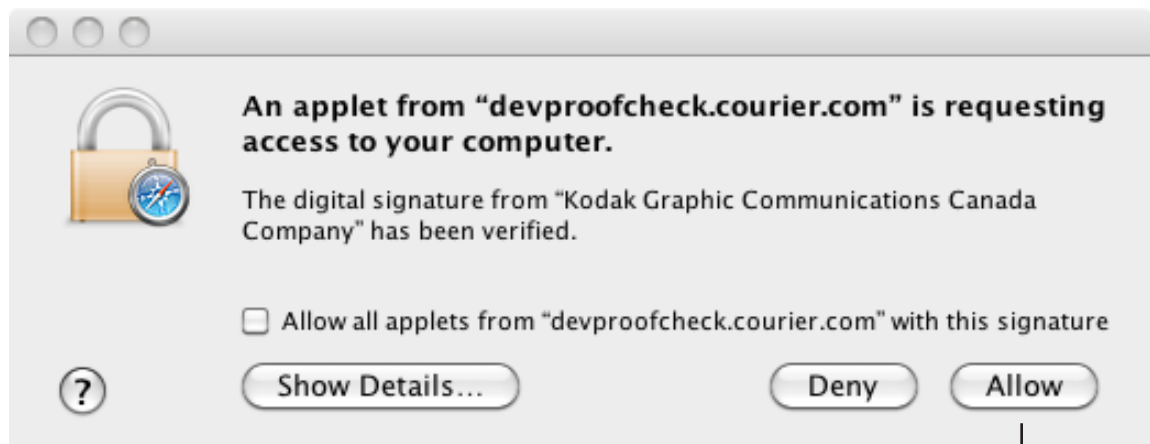 An applet from “devproofcheck.courier.com” is requesting
access to your computer.
The digital signature from “Kodak Graphic Communications Canada
Company” has been verified.
Allow all applets from “devproofcheck.courier.com” with this signature
?
Show Details...
Deny
Allow